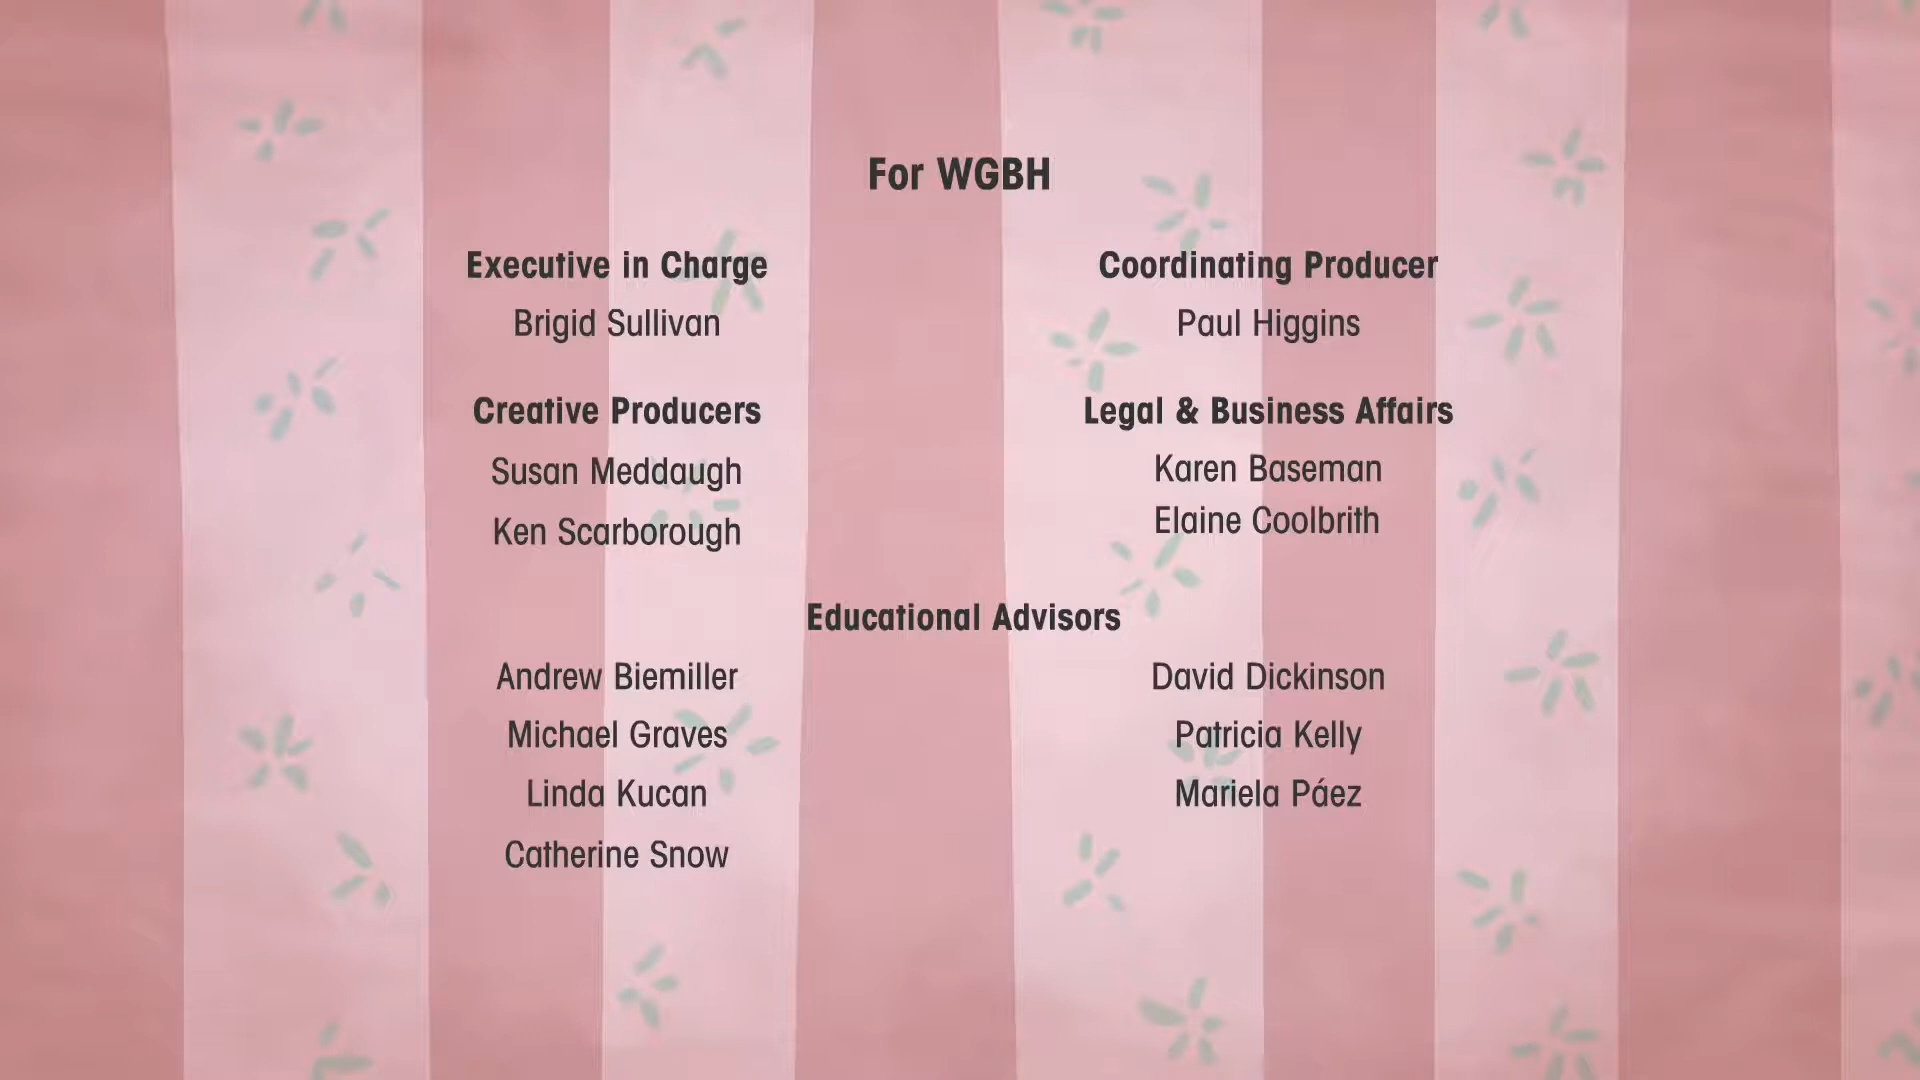 For WGBH
Executive in Charge
Brigid Sullivan
Coordinating Producer
Paul Higgins
Creative Producers
Susan Meddaugh
Ken Scarborough
Legal & Business Affairs
Karen Baseman
Elaine Coolbrith
Educational Advisors
Andrew Biemiller
Michael Graves
Linda Kucan
Catherine Snow
David Dickinson
Patricia Kelly
Mariela Páez